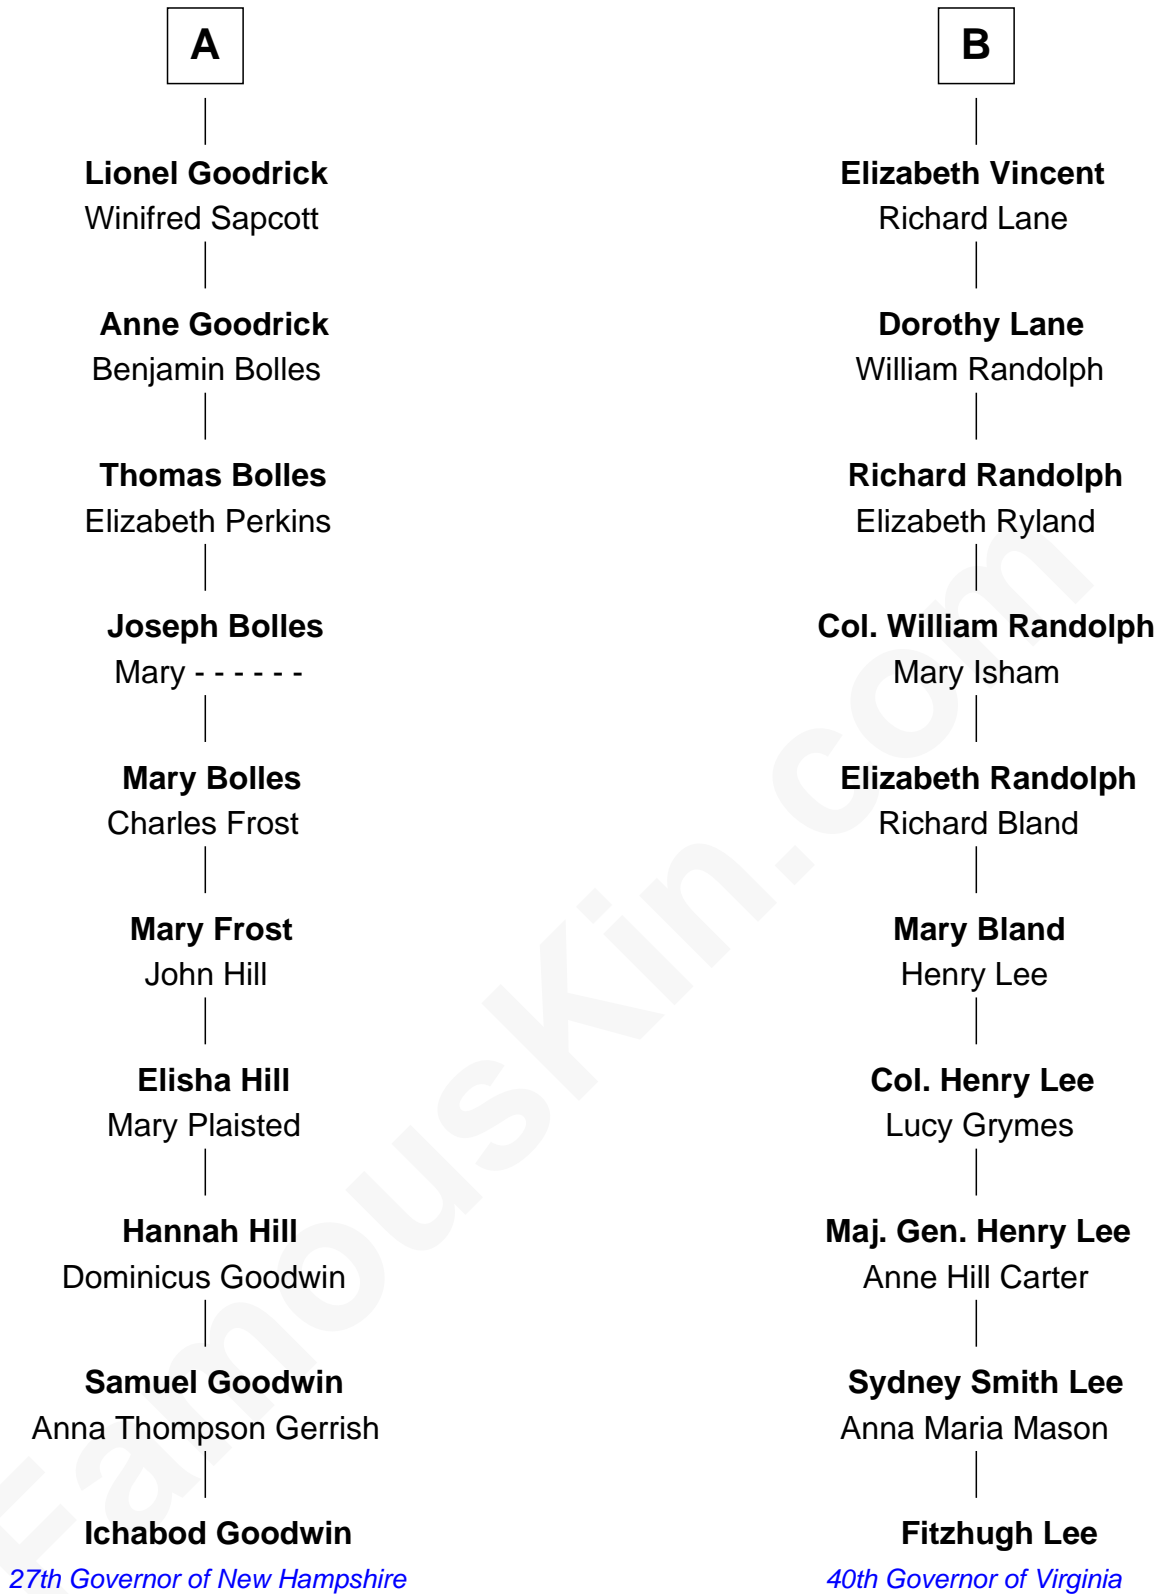 A
Lionel Goodrick
Winifred Sapcott
Anne Goodrick
Benjamin Bolles
Thomas Bolles
Elizabeth Perkins
Joseph Bolles
Mary - - - - - -
Mary Bolles
Charles Frost
Mary Frost
John Hill
Elisha Hill
Mary Plaisted
Hannah Hill
Dominicus Goodwin
Samuel Goodwin
Anna Thompson Gerrish
Ichabod Goodwin
27th Governor of New Hampshire
B
Elizabeth Vincent
Richard Lane
Dorothy Lane
William Randolph
Richard Randolph
Elizabeth Ryland
Col. William Randolph
Mary Isham
Elizabeth Randolph
Richard Bland
Mary Bland
Henry Lee
Col. Henry Lee
Lucy Grymes
Maj. Gen. Henry Lee
Anne Hill Carter
Sydney Smith Lee
Anna Maria Mason
Fitzhugh Lee
40th Governor of Virginia
FamousKin.com